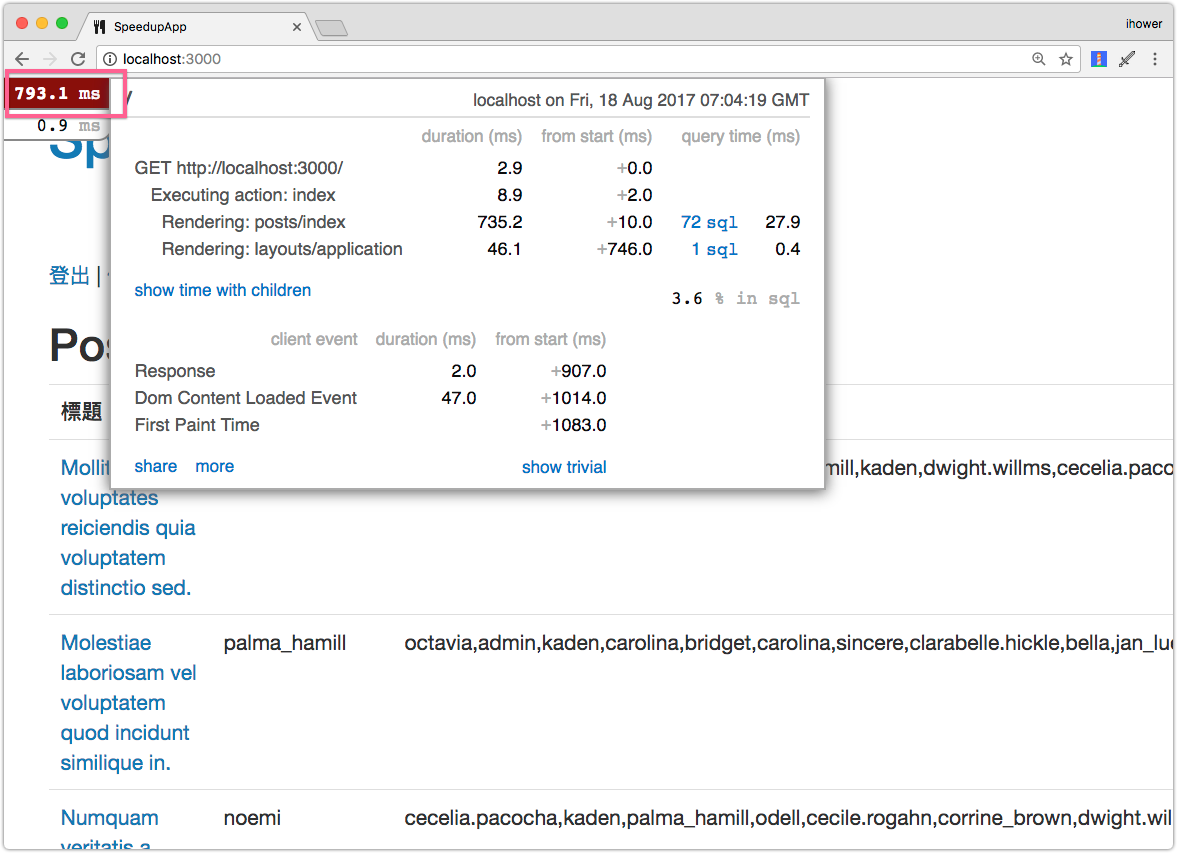 SpeedupApp
ihower
localhost:3000
793.1 ms
/
localhost on Fri, 18 Aug 2017 07:04:19 GMT
0.9 ms
Sp
duration (ms) from start (ms) query time (ms)
GET http://localhost:3000/ 2.9 +0.0
Executing action: index 8.9 +2.0
Rendering: posts/index 735.2 +10.0 72 sql 27.9
Rendering: layouts/application 46.1 +746.0 1 sql 0.4
登出 |
show time with children
3.6 % in sql
Pos
client event duration (ms) from start (ms)
Response 2.0 +907.0
Dom Content Loaded Event 47.0 +1014.0
標題
First Paint Time +1083.0
share more show trivial
Mollit
mill,kaden,dwight.willms,cecelia.paco
voluptates
reiciendis quia
voluptatem
distinctio sed.
Molestiae palma_hamill octavia,admin,kaden,carolina,bridget,carolina,sincere,clarabelle.hickle,bella,jan_lue
laboriosam vel
voluptatem
quod incidunt
similique in.
Numquam noemi cecelia.pacocha,kaden,palma_hamill,odell,cecile.rogahn,corrine_brown,dwight.wil
veritatis a